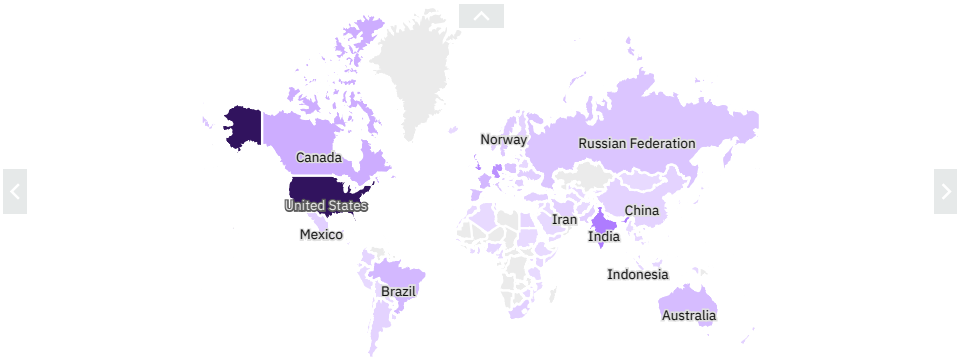 Norway
Russian Federation
Canada
United States
China
Iran
Mexico
India
Indonesia
Brazil
Australia